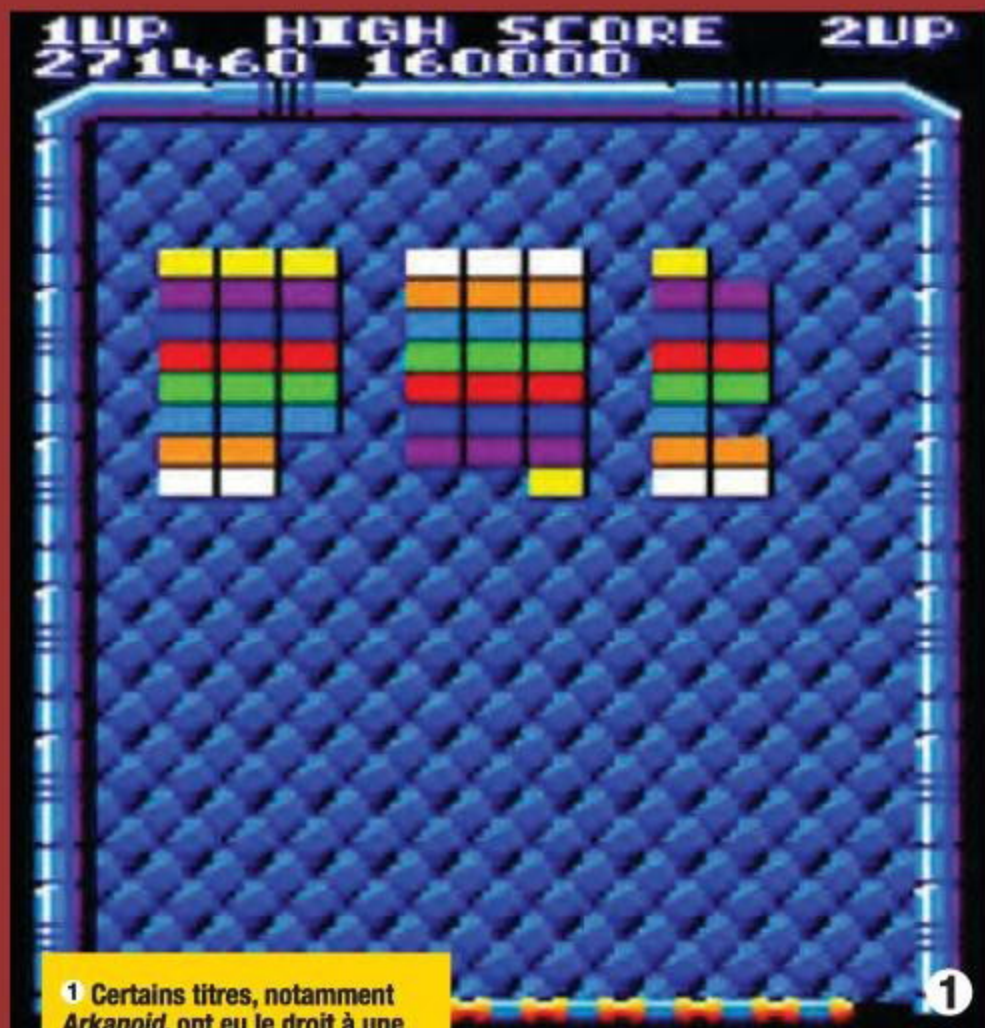 1UP HIGH SCORE 2UP
271460 160000
1 Certains titres, notamment
Arkanoid, ont eu le droit à une
1